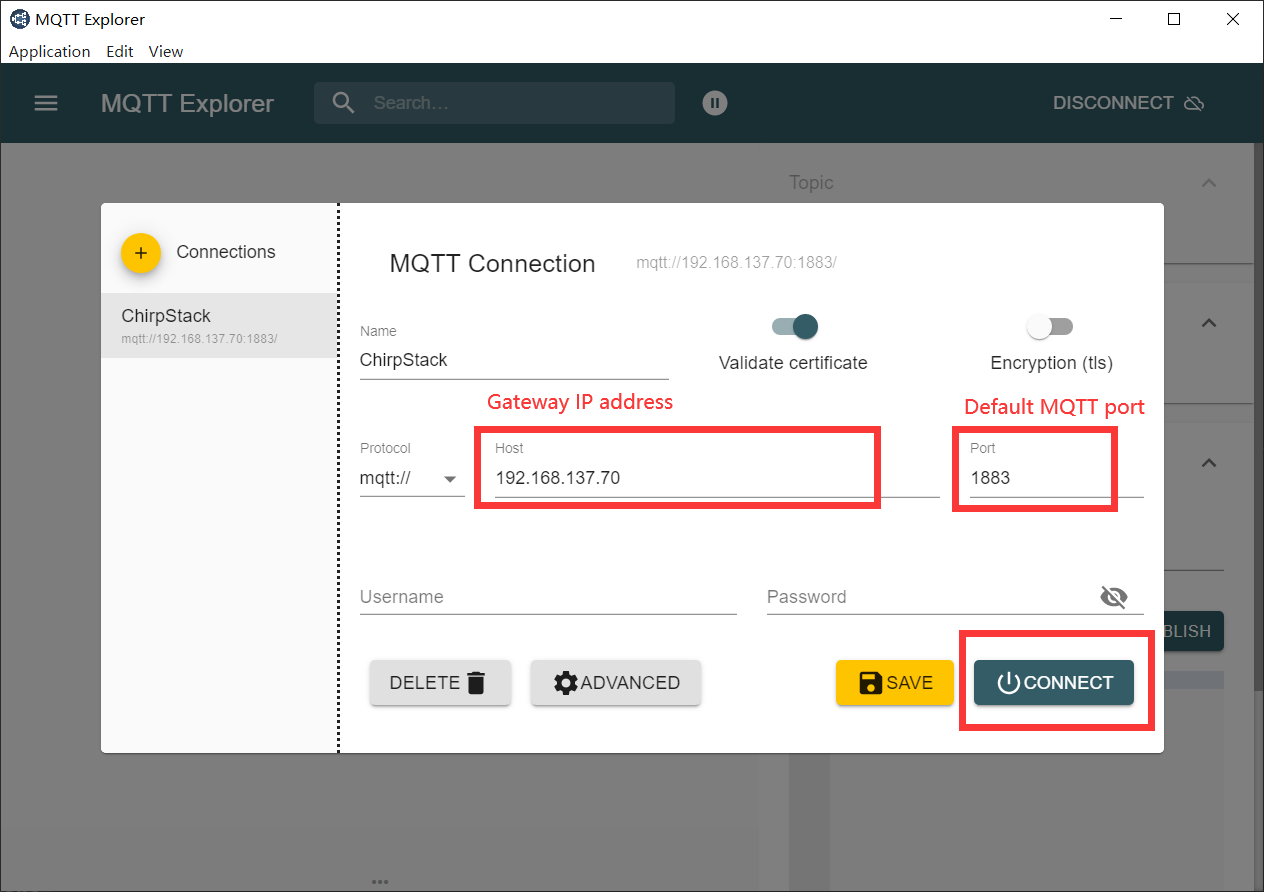 MQTT Explorer
Application Edit View
MQTT Explorer Search... DISCONNECT
Topic
+ Connections
ChirpStack
mqtt://192.168.137.70:1883/
MQTT Connection mqtt://192.168.137.70:1883/
Name
ChirpStack
Validate certificate Encryption (tls)
Gateway IP address Default MQTT port
Protocol Host Port
mqtt:// 192.168.137.70 1883
Username Password
BLISH
DELETE ADVANCED SAVE CONNECT